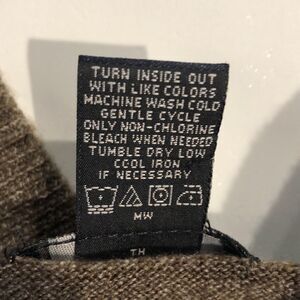 TURN INSIDE OUT
WITH LIKE COLORS
MACHINE WASH COLD
GENTLE CYCLE
ONLY NON-CHLORINE
BLEACH WHEN NEEDED
TUMBLE DRY LOW
COOL IRON
IF NECESSARY
MW
TH